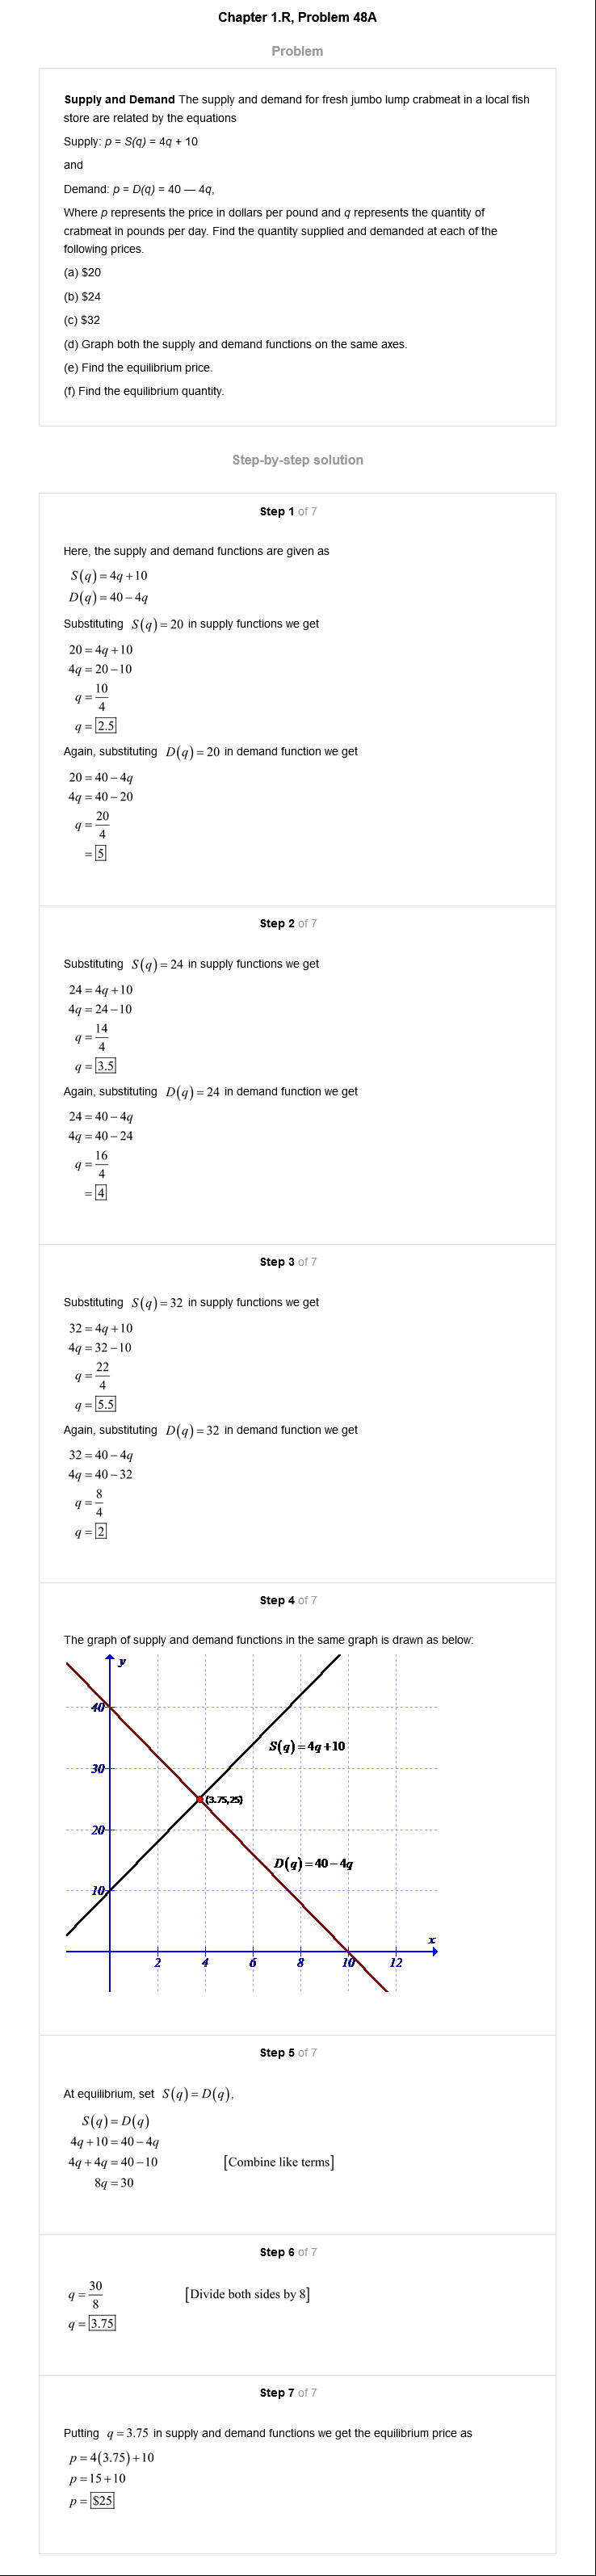 Chapter 1.R, Problem 48A
Problem
Supply and Demand The supply and demand for fresh jumbo lump crabmeat in a local fish
store are related by the equations
Supply: p = S(q) = 4q + 10
and
Demand: p = D(q) = 40 — 4q,
Where p represents the price in dollars per pound and q represents the quantity of
crabmeat in pounds per day. Find the quantity supplied and demanded at each of the
following prices.
(a) $20
(b) $24
(c) $32
(d) Graph both the supply and demand functions on the same axes.
(e) Find the equilibrium price.
(f) Find the equilibrium quantity.
Step-by-step solution
Step 1 of 7
Here, the supply and demand functions are given as
S(q) = 4q + 10
D(q) = 40 − 4q
Substituting S(q) = 20 in supply functions we get
20 = 4q + 10
4q = 20 − 10
q = 10/4
q = 2.5
Again, substituting D(q) = 20 in demand function we get
20 = 40 − 4q
4q = 40 − 20
q = 20/4
= 5
Step 2 of 7
Substituting S(q) = 24 in supply functions we get
24 = 4q + 10
4q = 24 − 10
q = 14/4
q = 3.5
Again, substituting D(q) = 24 in demand function we get
24 = 40 − 4q
4q = 40 − 24
q = 16/4
= 4
Step 3 of 7
Substituting S(q) = 32 in supply functions we get
32 = 4q + 10
4q = 32 − 10
q = 22/4
q = 5.5
Again, substituting D(q) = 32 in demand function we get
32 = 40 − 4q
4q = 40 − 32
q = 8/4
q = 2
Step 4 of 7
The graph of supply and demand functions in the same graph is drawn as below:
y
40
S(q) = 4q + 10
30
(3.75,25)
20
D(q) = 40 − 4q
10
x
2 4 6 8 10 12
Step 5 of 7
At equilibrium, set S(q) = D(q).
S(q) = D(q)
4q + 10 = 40 − 4q
4q + 4q = 40 − 10 [Combine like terms]
8q = 30
Step 6 of 7
q = 30/8 [Divide both sides by 8]
q = 3.75
Step 7 of 7
Putting q = 3.75 in supply and demand functions we get the equilibrium price as
p = 4(3.75) + 10
p = 15 + 10
p = $25